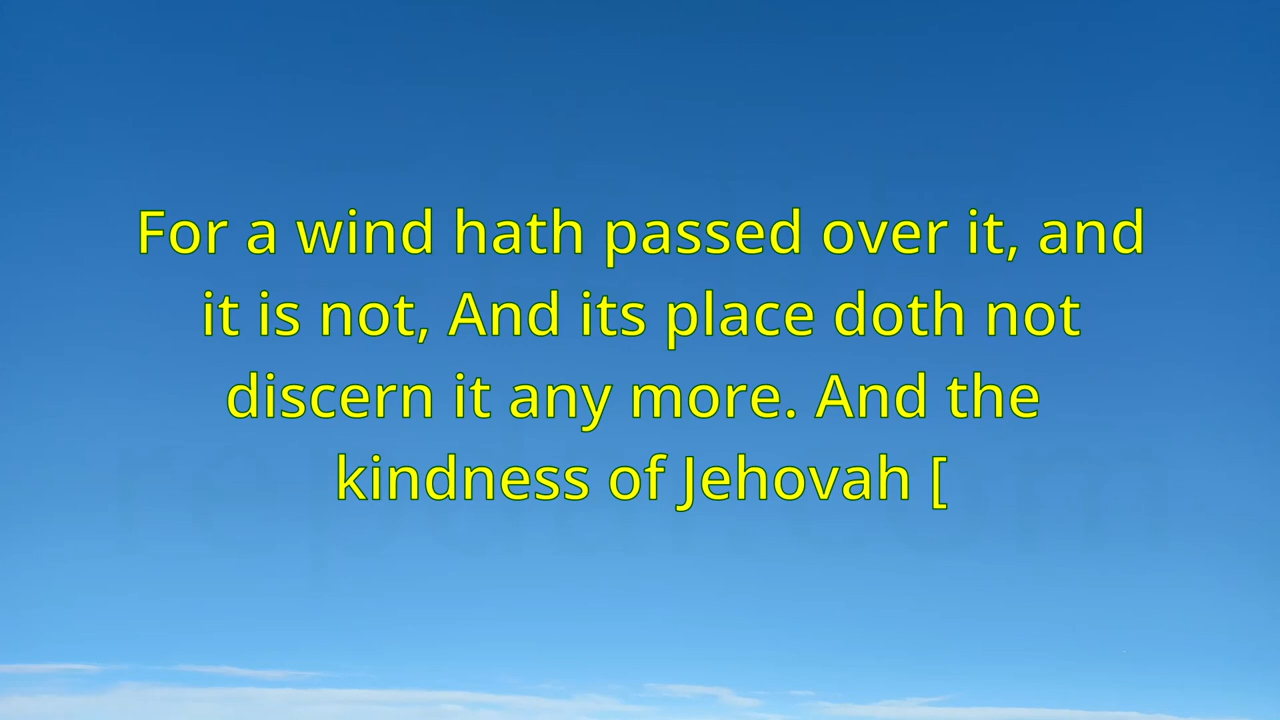 For a wind hath passed over it, and
it is not, And its place doth not
discern it any more. And the
kindness of Jehovah [